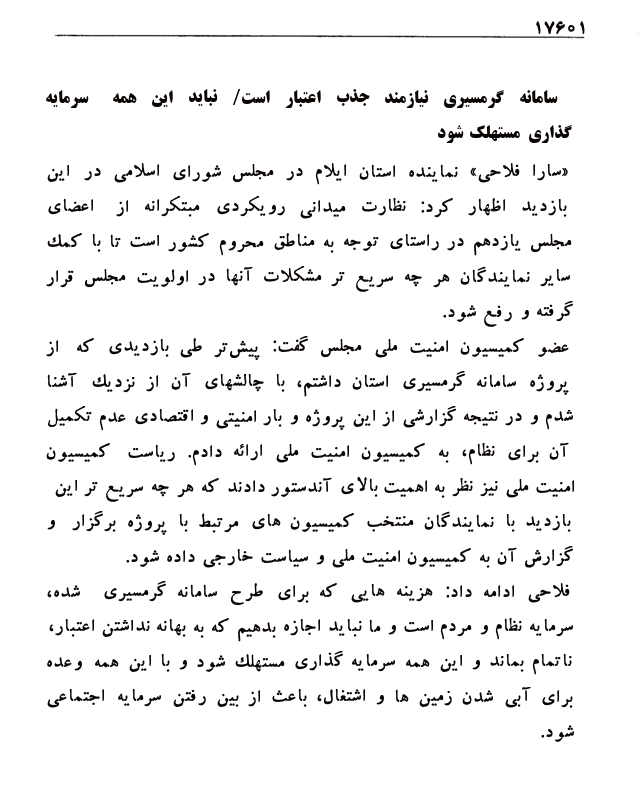 ۱۷۶۰۱
سامانه گرمسیری نیازمند جذب اعتبار است/ نباید این همه سرمایه
گذاری مستهلک شود
«سارا فلاحی» نماینده استان ایلام در مجلس شورای اسلامی در این
بازدید اظهار کرد: نظارت میدانی رویکردی مبتکرانه از اعضای
مجلس یازدهم در راستای توجه به مناطق محروم کشور است تا با کمك
سایر نمایندگان هر چه سریع تر مشکلات آنها در اولویت مجلس قرار
گرفته و رفع شود.
عضو کمیسیون امنیت ملی مجلس گفت: پیش‌تر طی بازدیدی که از
پروژه سامانه گرمسیری استان داشتم، با چالشهای آن از نزدیك آشنا
شدم و در نتیجه گزارشی از این پروژه و بار امنیتی و اقتصادی عدم تکمیل
آن برای نظام، به کمیسیون امنیت ملی ارائه دادم. ریاست کمیسیون
امنیت ملی نیز نظر به اهمیت بالای آندستور دادند که هر چه سریع تر این
بازدید با نمایندگان منتخب کمیسیون های مرتبط با پروژه برگزار و
گزارش آن به کمیسیون امنیت ملی و سیاست خارجی داده شود.
فلاحی ادامه داد: هزینه هایی که برای طرح سامانه گرمسیری شده،
سرمایه نظام و مردم است و ما نباید اجازه بدهیم که به بهانه نداشتن اعتبار،
ناتمام بماند و این همه سرمایه گذاری مستهلك شود و با این همه وعده
برای آبی شدن زمین ها و اشتغال، باعث از بین رفتن سرمایه اجتماعی
شود.